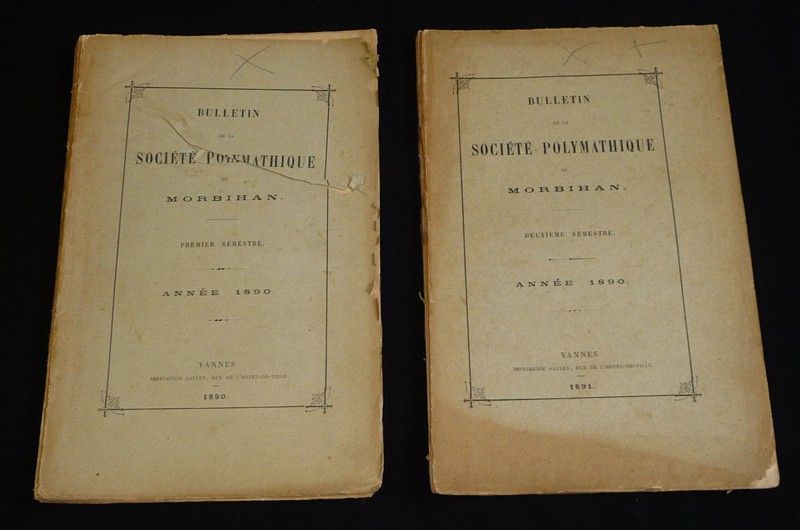 BULLETIN
DE LA
SOCIÉTÉ POLYMATHIQUE
DU
MORBIHAN.
PREMIER SEMESTRE.
ANNÉE 1890.
VANNES
IMPRIMERIE GALLES, RUE DE L'HÔTEL-DE-VILLE.
1890.
BULLETIN
DE LA
SOCIÉTÉ POLYMATHIQUE
DU
MORBIHAN.
DEUXIÈME SEMESTRE.
ANNÉE 1890.
VANNES
IMPRIMERIE GALLES, RUE DE L'HÔTEL-DE-VILLE.
1891.